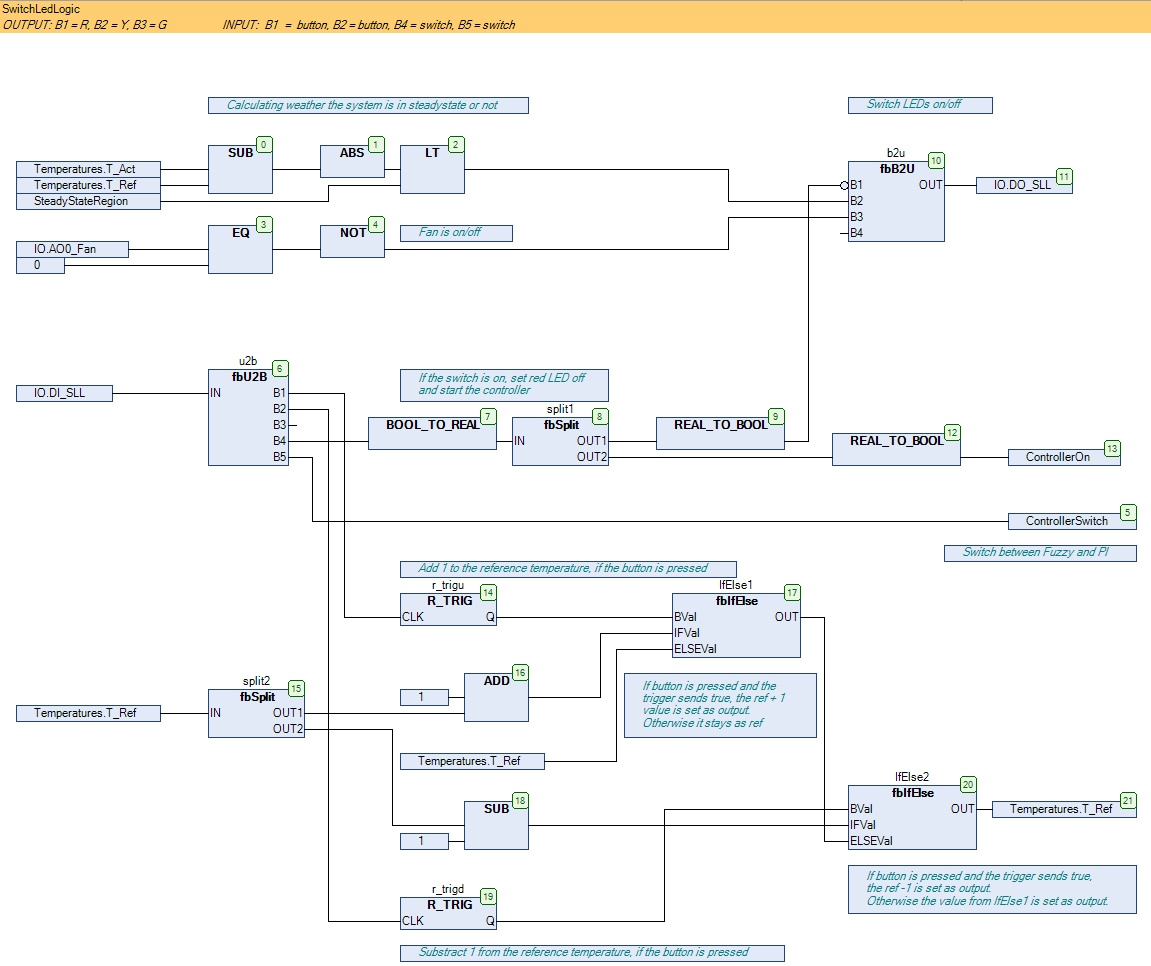 SwitchLedLogic
OUTPUT: B1 = R, B2 = Y, B3 = G INPUT: B1 = button, B2 = button, B4 = switch, B5 = switch
Calculating weather the system is in steadystate or not
Switch LEDs on/off
SUB 0
ABS 1
LT 2
Temperatures.T_Act
Temperatures.T_Ref
SteadyStateRegion
b2u
fbB2U 10
B1 OUT
B2
B3
B4
IO.DO_SLL 11
EQ 3
NOT 4
Fan is on/off
IO.AO0_Fan
0
u2b
fbU2B 6
IO.DI_SLL
IN B1
B2
B3
B4
B5
If the switch is on, set red LED off
and start the controller
BOOL_TO_REAL 7
split1
fbSplit 8
IN OUT1
OUT2
REAL_TO_BOOL 9
REAL_TO_BOOL 12
ControllerOn 13
ControllerSwitch 5
Switch between Fuzzy and PI
Add 1 to the reference temperature, if the button is pressed
r_trigu
R_TRIG 14
CLK Q
IfElse1
fbIfElse 17
BVal OUT
IFVal
ELSEVal
split2
fbSplit 15
Temperatures.T_Ref
IN OUT1
OUT2
ADD 16
1
If button is pressed and the
trigger sends true, the ref + 1
value is set as output.
Otherwise it stays as ref
Temperatures.T_Ref
SUB 18
1
IfElse2
fbIfElse 20
BVal OUT
IFVal
ELSEVal
Temperatures.T_Ref 21
If button is pressed and the trigger sends true,
the ref -1 is set as output.
Otherwise the value from IfElse1 is set as output.
r_trigd
R_TRIG 19
CLK Q
Substract 1 from the reference temperature, if the button is pressed